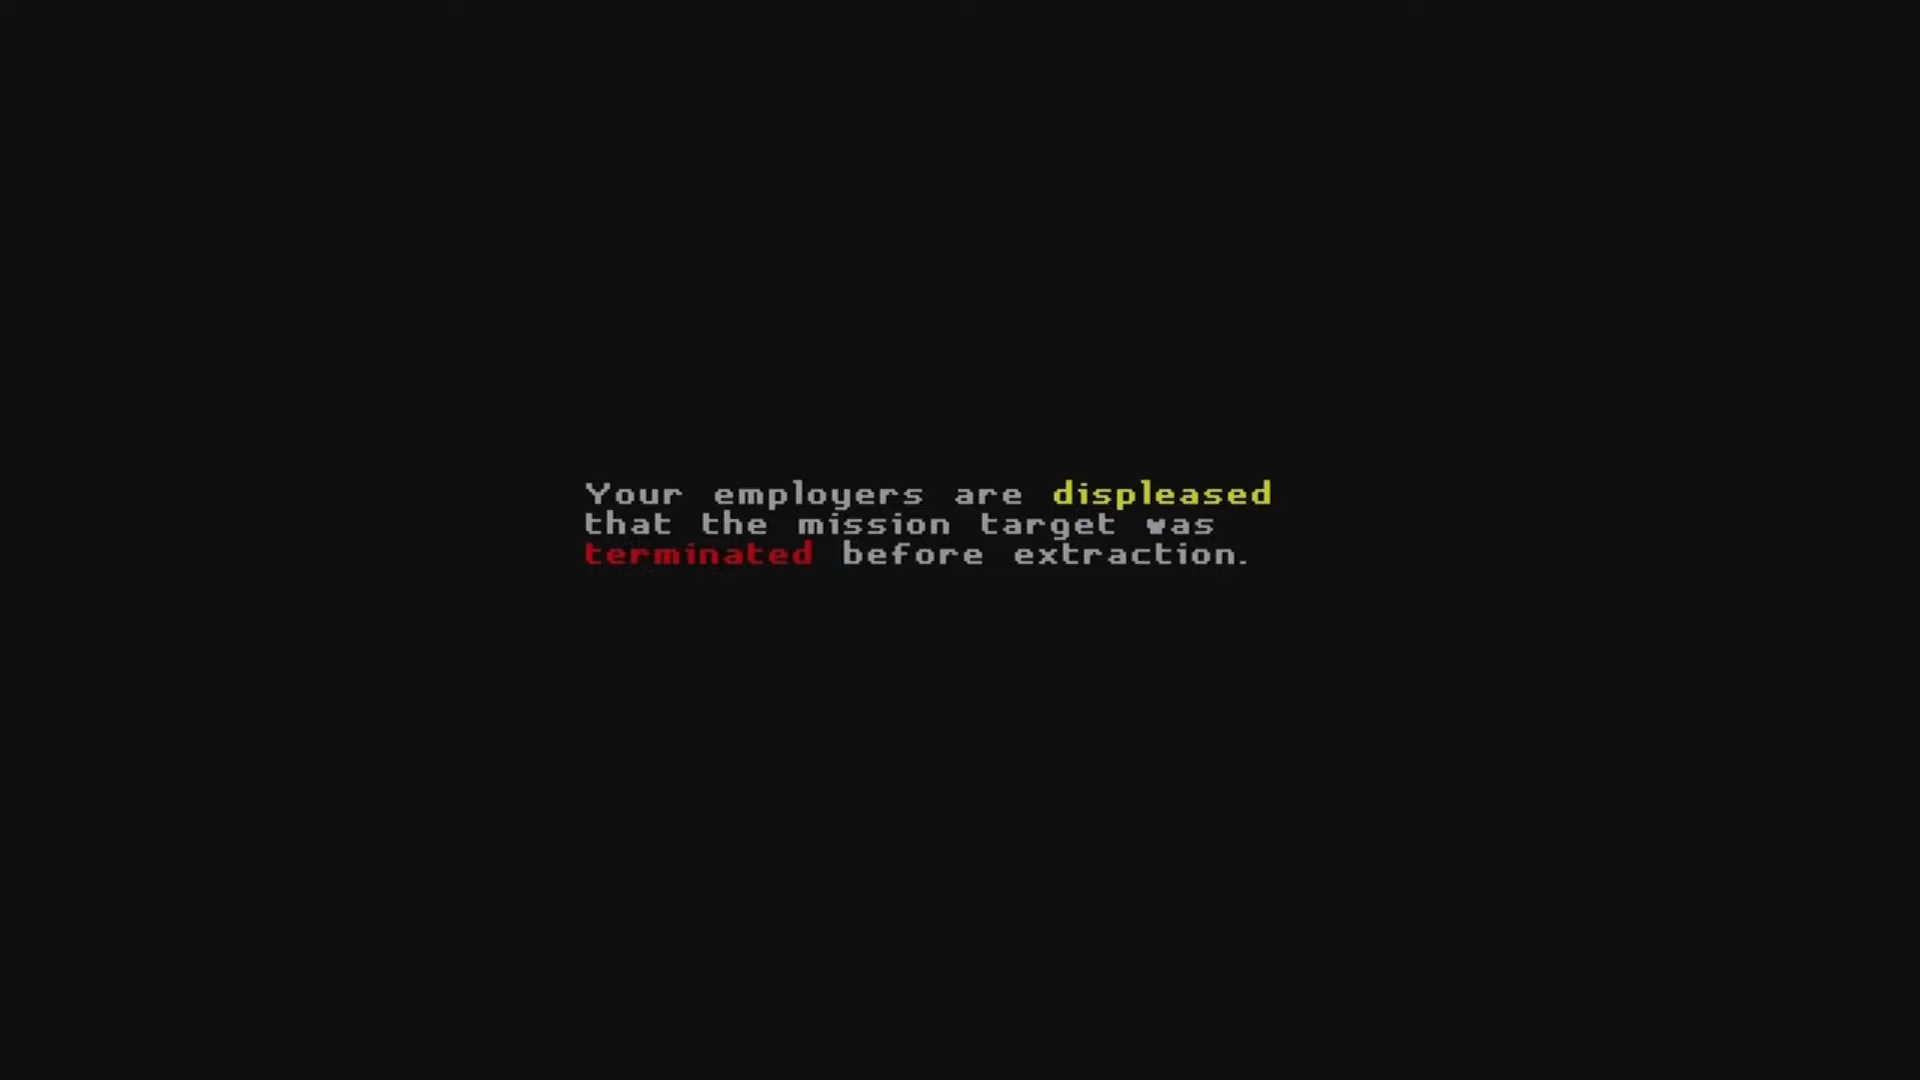 Your employers are displeased
that the mission target was
terminated before extraction.